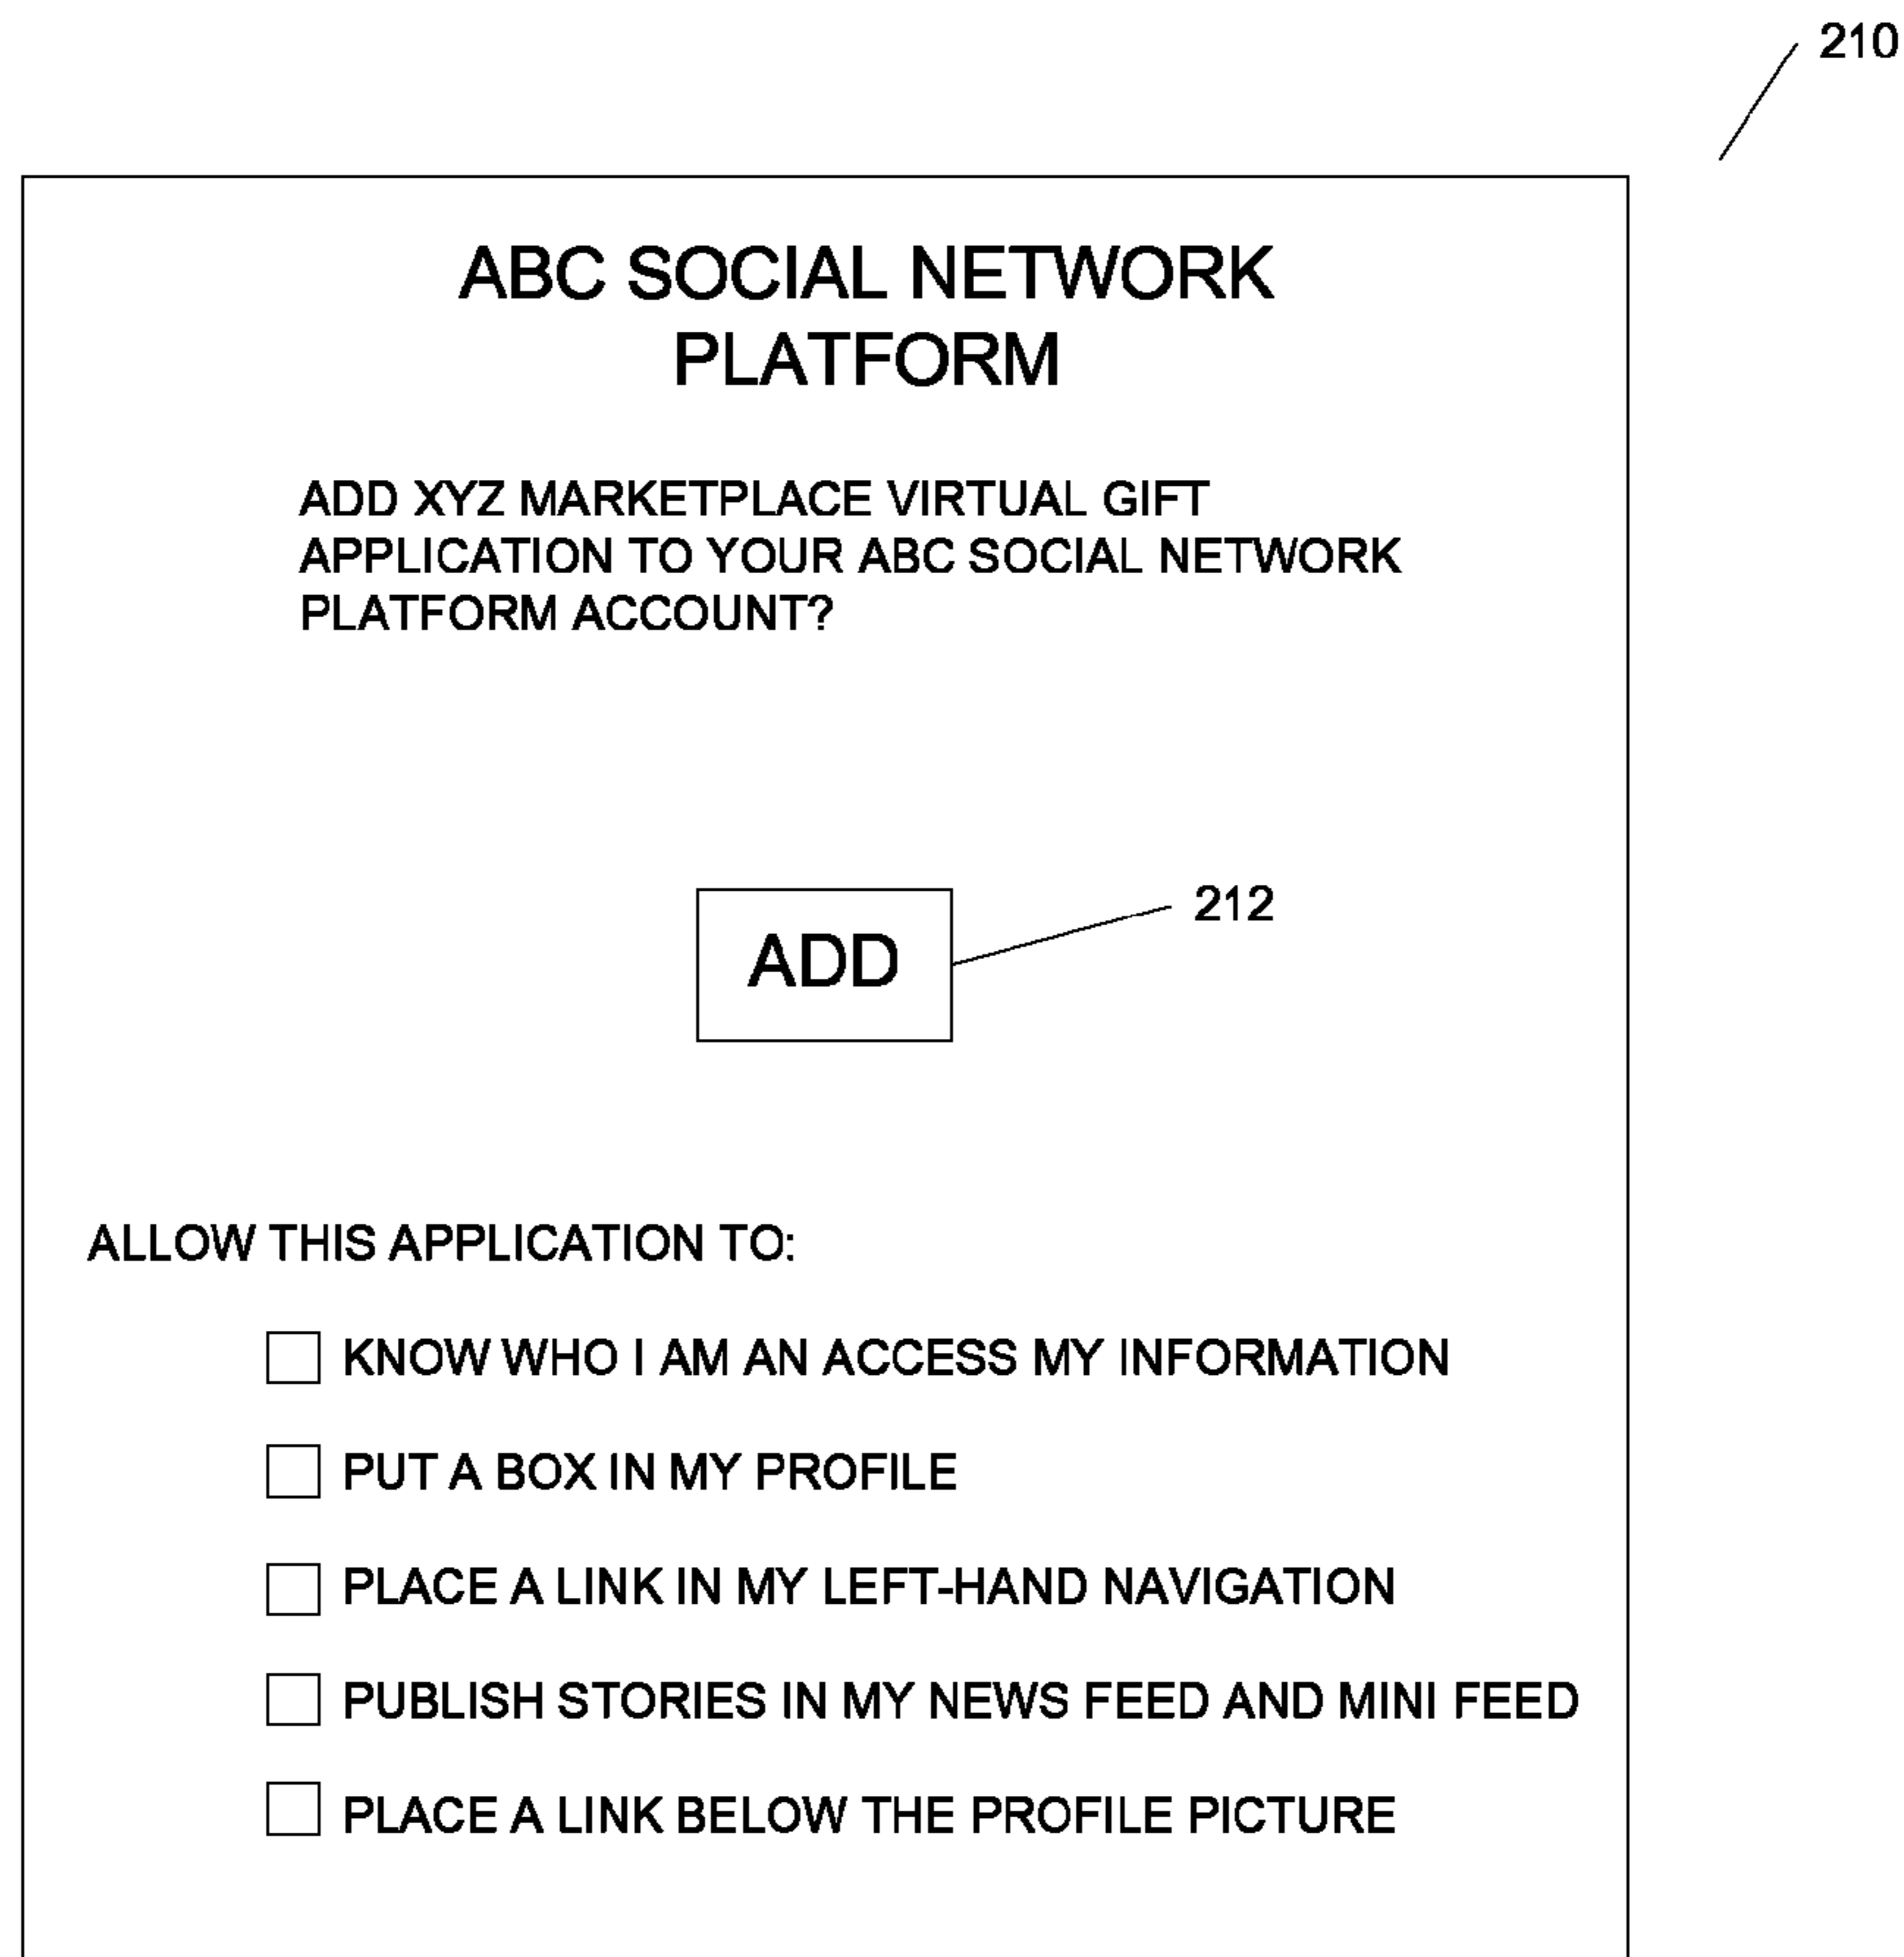 210
ABC SOCIAL NETWORK
PLATFORM
ADD XYZ MARKETPLACE VIRTUAL GIFT
APPLICATION TO YOUR ABC SOCIAL NETWORK
PLATFORM ACCOUNT?
212
ADD
ALLOW THIS APPLICATION TO:
KNOW WHO I AM AN ACCESS MY INFORMATION
PUT A BOX IN MY PROFILE
PLACE A LINK IN MY LEFT-HAND NAVIGATION
PUBLISH STORIES IN MY NEWS FEED AND MINI FEED
PLACE A LINK BELOW THE PROFILE PICTURE